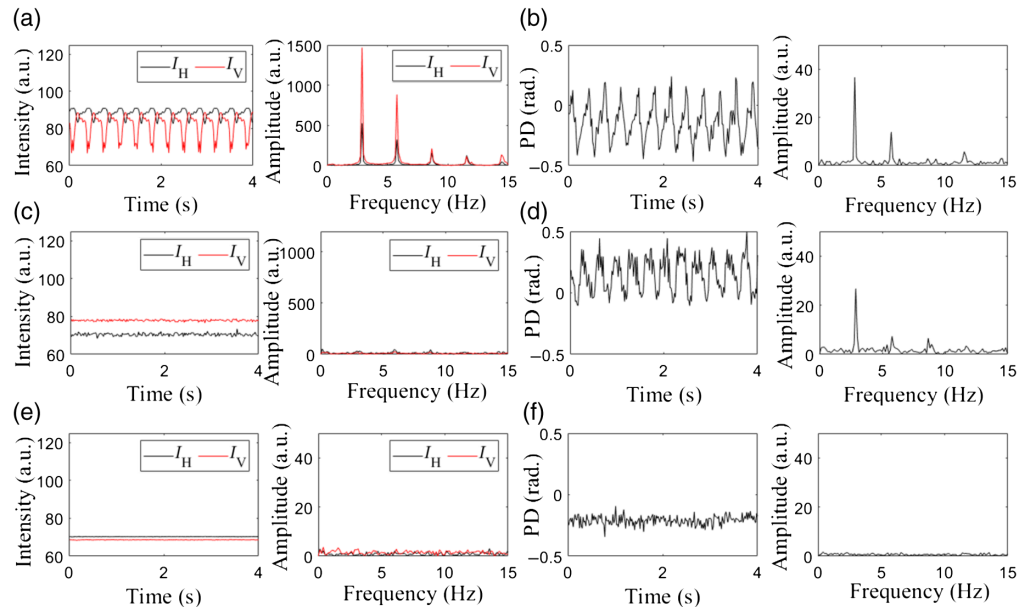 (a)
Intensity (a.u.)
120
100
80
60
I_H I_V
0 2 4
Time (s)
Amplitude (a.u.)
1500
1000
500
0
I_H I_V
0 5 10 15
Frequency (Hz)
(b)
PD (rad.)
0.5
0
−0.5
0 1 2 3 4
Time (s)
Amplitude (a.u.)
40
20
0
0 5 10 15
Frequency (Hz)
(c)
Intensity (a.u.)
120
100
80
60
I_H I_V
0 2 4
Time (s)
Amplitude (a.u.)
1000
500
0
I_H I_V
0 5 10 15
Frequency (Hz)
(d)
PD (rad.)
0.5
0
−0.5
0 2 4
Time (s)
Amplitude (a.u.)
40
20
0
0 5 10 15
Frequency (Hz)
(e)
Intensity (a.u.)
120
100
80
60
I_H I_V
0 2 4
Time (s)
Amplitude (a.u.)
40
20
0
I_H I_V
0 5 10 15
Frequency (Hz)
(f)
PD (rad.)
0.5
0
−0.5
0 2 4
Time (s)
Amplitude (a.u.)
40
20
0
0 5 10 15
Frequency (Hz)